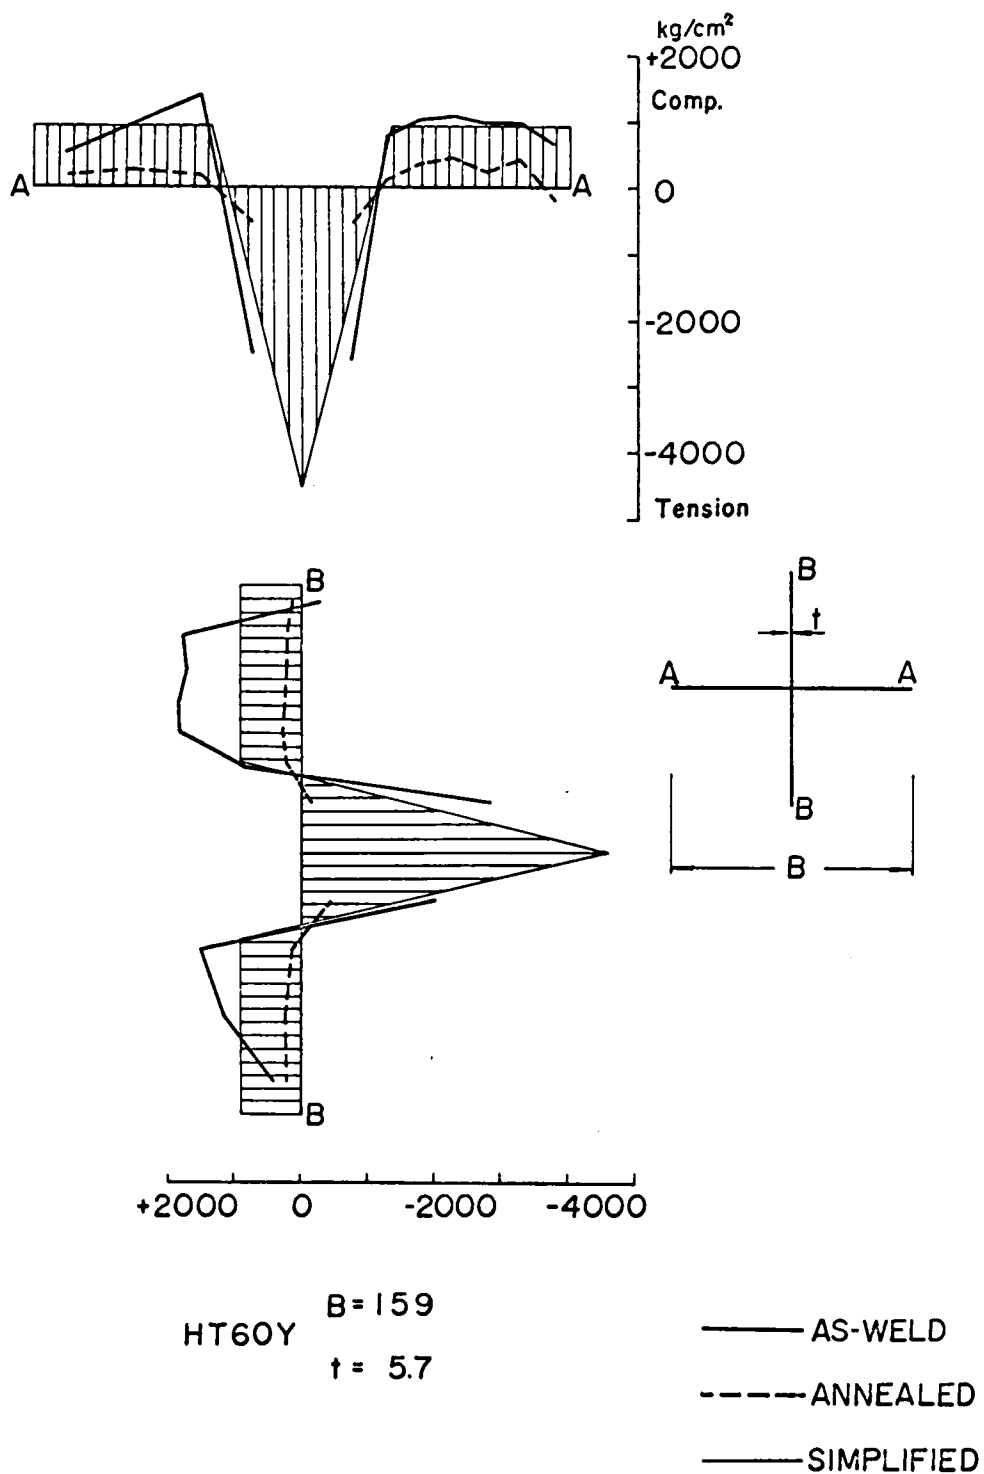 kg/cm²
+2000
Comp.
A
A
0
-2000
-4000
Tension
B
B
t
A
A
B
B
B
+2000 0 -2000 -4000
B=159
HT60Y
t = 5.7
AS-WELD
ANNEALED
SIMPLIFIED